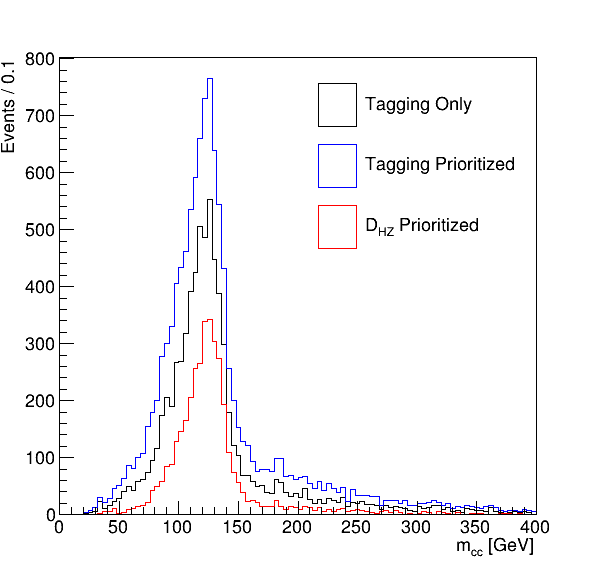 Events / 0.1
800
700
600
500
400
300
200
100
0
Tagging Only
Tagging Prioritized
D_HZ Prioritized
0 50 100 150 200 250 300 350 400
m_cc [GeV]